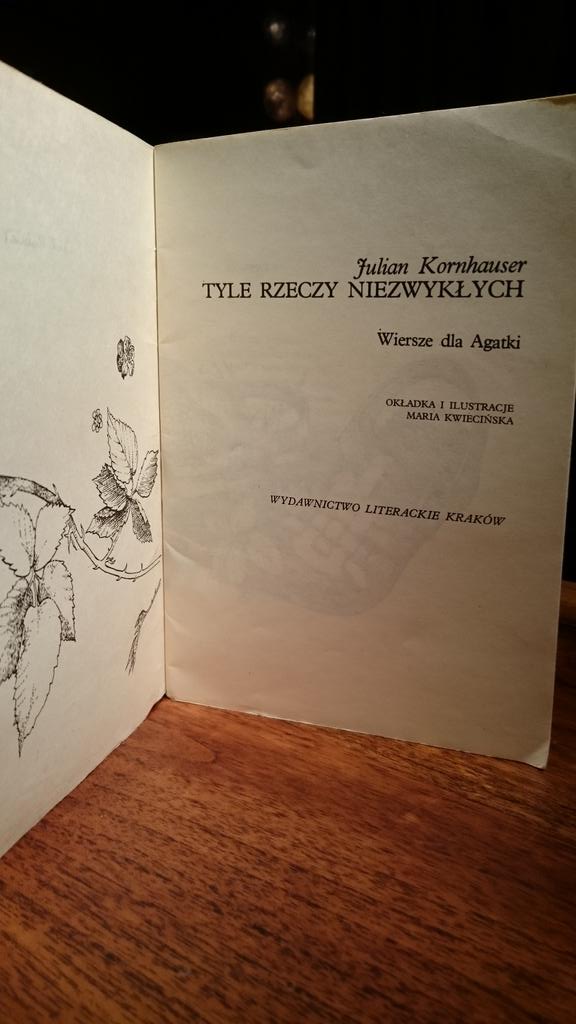 Julian Kornhauser
TYLE RZECZY NIEZWYKŁYCH
Wiersze dla Agatki
OKŁADKA I ILUSTRACJE
MARIA KWIECIŃSKA
WYDAWNICTWO LITERACKIE KRAKÓW